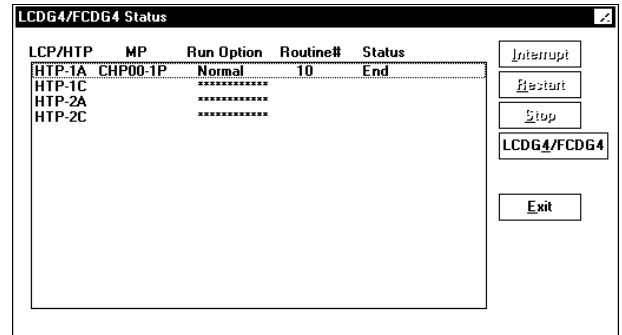 LCDG4/FCDG4 Status
LCP/HTP MP Run Option Routine# Status
HTP-1A CHP00-1P Normal 10 End
HTP-1C ***********
HTP-2A ***********
HTP-2C ***********
Interrupt
Restart
Stop
LCDG4/FCDG4
Exit